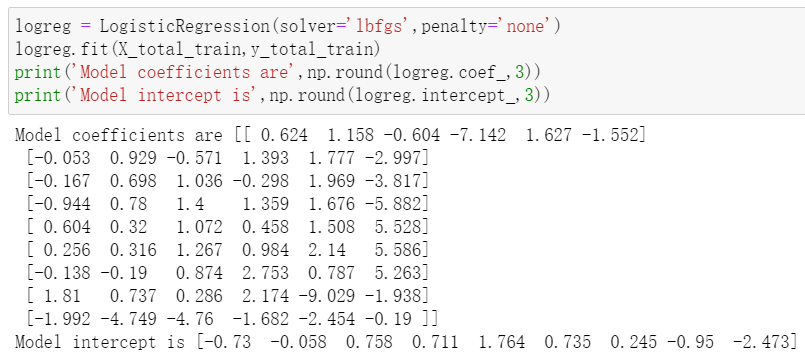 logreg = LogisticRegression(solver='lbfgs',penalty='none')
logreg.fit(X_total_train,y_total_train)
print('Model coefficients are',np.round(logreg.coef_,3))
print('Model intercept is',np.round(logreg.intercept_,3))
Model coefficients are [[ 0.624  1.158 -0.604 -7.142  1.627 -1.552]
 [-0.053  0.929 -0.571  1.393  1.777 -2.997]
 [-0.167  0.698  1.036 -0.298  1.969 -3.817]
 [-0.944  0.78   1.4    1.359  1.676 -5.882]
 [ 0.604  0.32   1.072  0.458  1.508  5.528]
 [ 0.256  0.316  1.267  0.984  2.14   5.586]
 [-0.138 -0.19   0.874  2.753  0.787  5.263]
 [ 1.81   0.737  0.286  2.174 -9.029 -1.938]
 [-1.992 -4.749 -4.76  -1.682 -2.454 -0.19 ]]
Model intercept is [-0.73  -0.058  0.758  0.711  1.764  0.735  0.245 -0.95  -2.473]